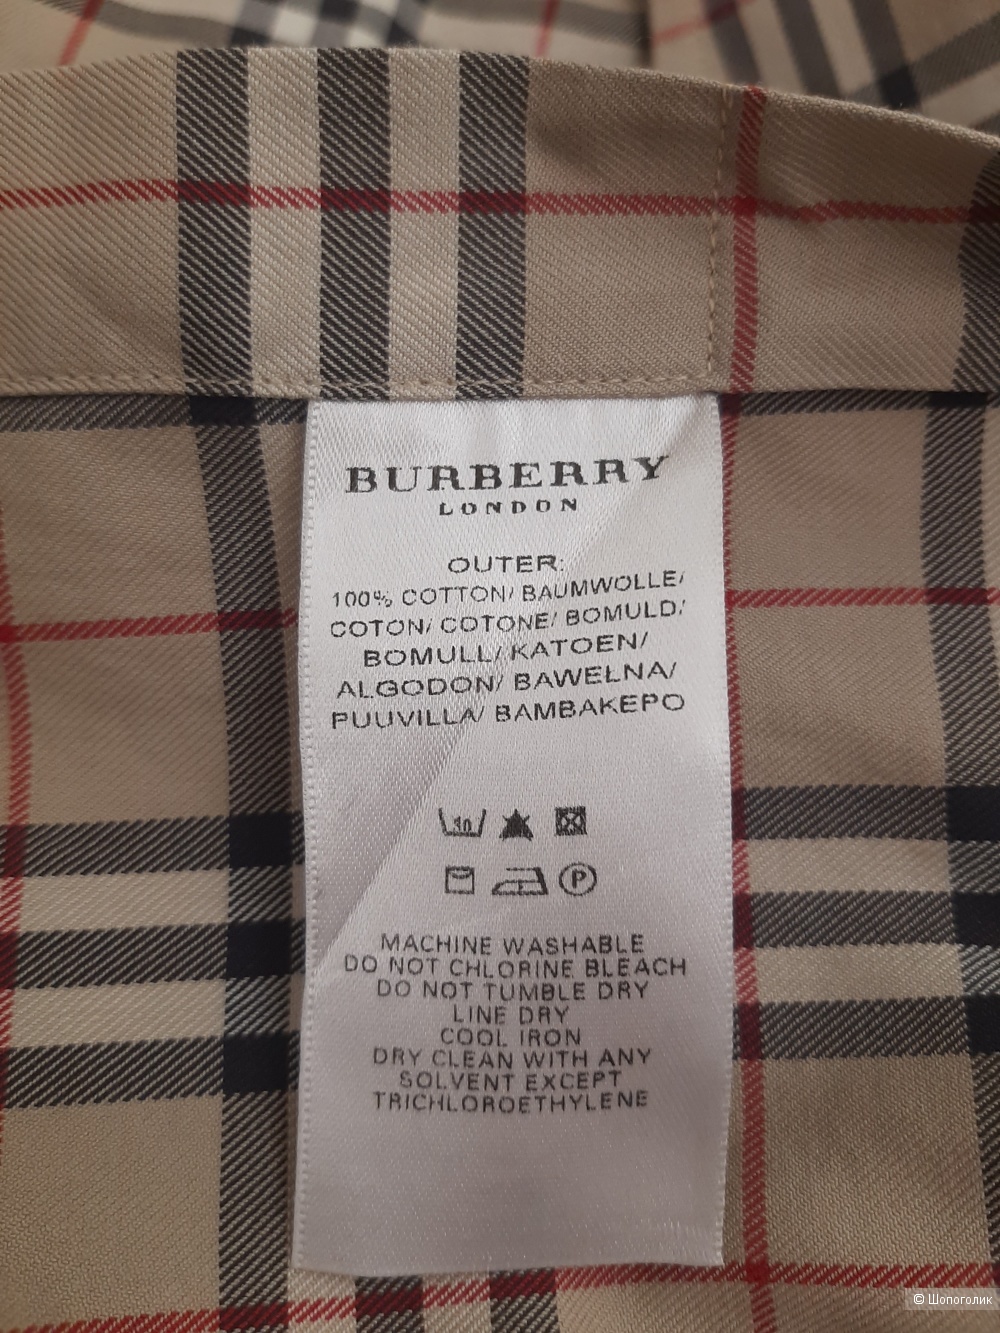 BURBERRY
LONDON
OUTER:
100% COTTON/ BAUMWOLLE/
COTON/ COTONE/ BOMULD/
BOMULL/ KATOEN/
ALGODON/ BAWEŁNA/
PUUVILLA/ BAMBAKEPO
P
MACHINE WASHABLE
DO NOT CHLORINE BLEACH
DO NOT TUMBLE DRY
LINE DRY
COOL IRON
DRY CLEAN WITH ANY
SOLVENT EXCEPT
TRICHLOROETHYLENE
© Шопоголик